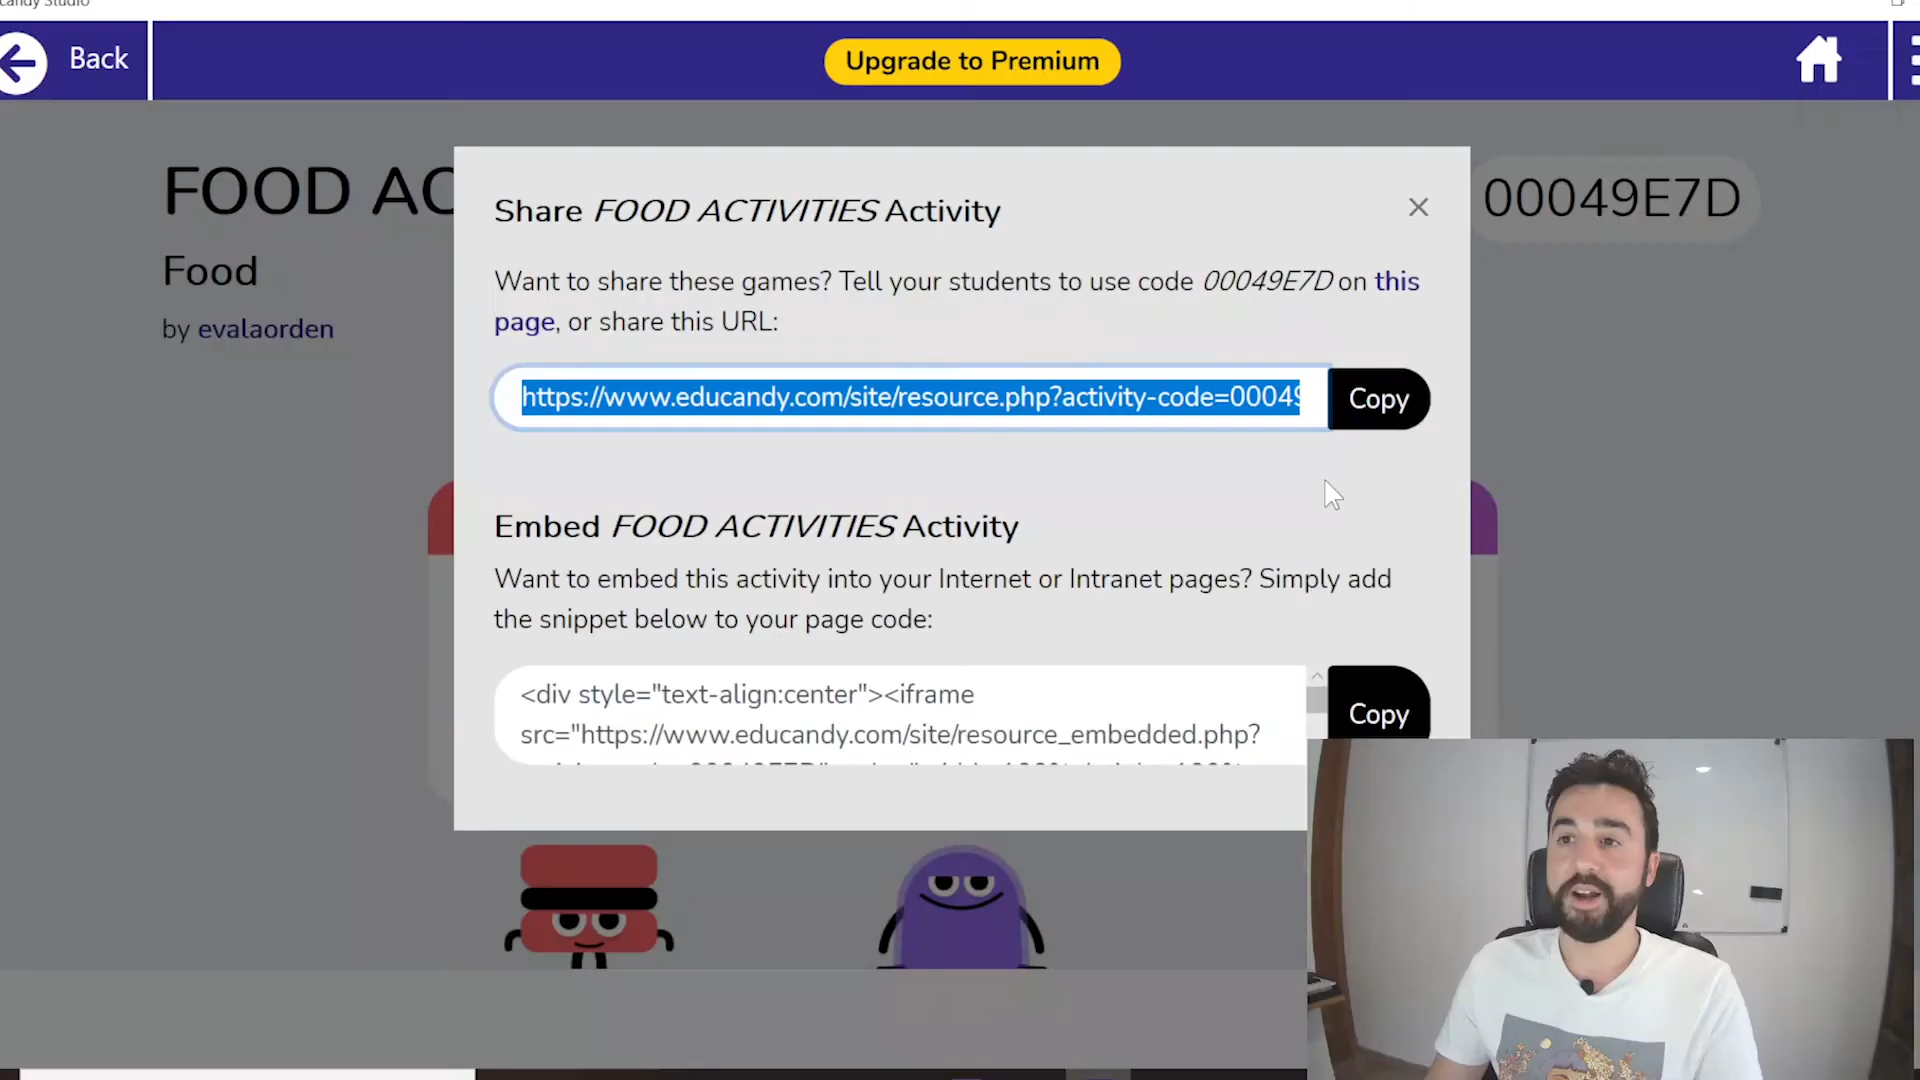 Back
Upgrade to Premium
FOOD AC
00049E7D
Food
by evalaorden
Share FOOD ACTIVITIES Activity
Want to share these games? Tell your students to use code 00049E7D on this
page, or share this URL:
https://www.educandy.com/site/resource.php?activity-code=00049
Copy
Embed FOOD ACTIVITIES Activity
Want to embed this activity into your Internet or Intranet pages? Simply add
the snippet below to your page code:
<div style="text-align:center"><iframe
src="https://www.educandy.com/site/resource_embedded.php?
Copy